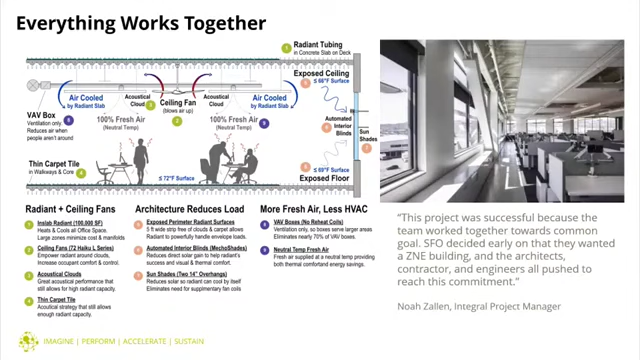 Everything Works Together
Radiant Tubing
in Concrete Slab on Deck
Exposed Ceiling
≤ 68°F Surface
Air Cooled
by Radiant Slab
Acoustical
Cloud
Ceiling Fan
(blows air up)
Acoustical
Cloud
Air Cooled
by Radiant Slab
VAV Box
Ventilation only
Reduces air when
people aren't around
100% Fresh Air
(Neutral Temp)
100% Fresh Air
(Neutral Temp)
Automated
Interior
Blinds
Sun
Shades
Thin Carpet Tile
in Walkways & Core
≤ 72°F Surface
≤ 69°F Surface
Exposed Floor
Radiant + Ceiling Fans
Inslab Radiant (100,000 SF)
Heats & Cools all Office Space.
Large zones minimize cost & manifolds
Ceiling Fans (72 Haiku L Series)
Empower radiant around clouds,
Increase occupant comfort & control.
Acoustical Clouds
Great acoustical performance that
still allows for high radiant capacity.
Thin Carpet Tile
Acoustical strategy that still allows
enough radiant capacity.
Architecture Reduces Load
Exposed Perimeter Radiant Surfaces
5 ft wide strip free of clouds and carpet allows
Radiant to powerfully handle envelope loads.
Automated Interior Blinds (MechoShades)
Reduces direct solar gain to help radiant's
success and visual & thermal comfort.
Sun Shades (Two 14" Overhangs)
Reduces solar so radiant can cool by itself
Eliminates need for supplimental fan coils
More Fresh Air, Less HVAC
VAV Boxes (No Reheat Coils)
Ventilation only, so boxes serve larger areas
Eliminates nearly 70% of VAV boxes.
Neutral Temp Fresh Air
Fresh air supplied at a neutral temp providing
both thermal comfort and energy savings.
"This project was successful because the
team worked together towards common
goal. SFO decided early on that they wanted
a ZNE building, and the architects,
contractor, and engineers all pushed to
reach this commitment."
Noah Zallen, Integral Project Manager
IMAGINE | PERFORM | ACCELERATE | SUSTAIN